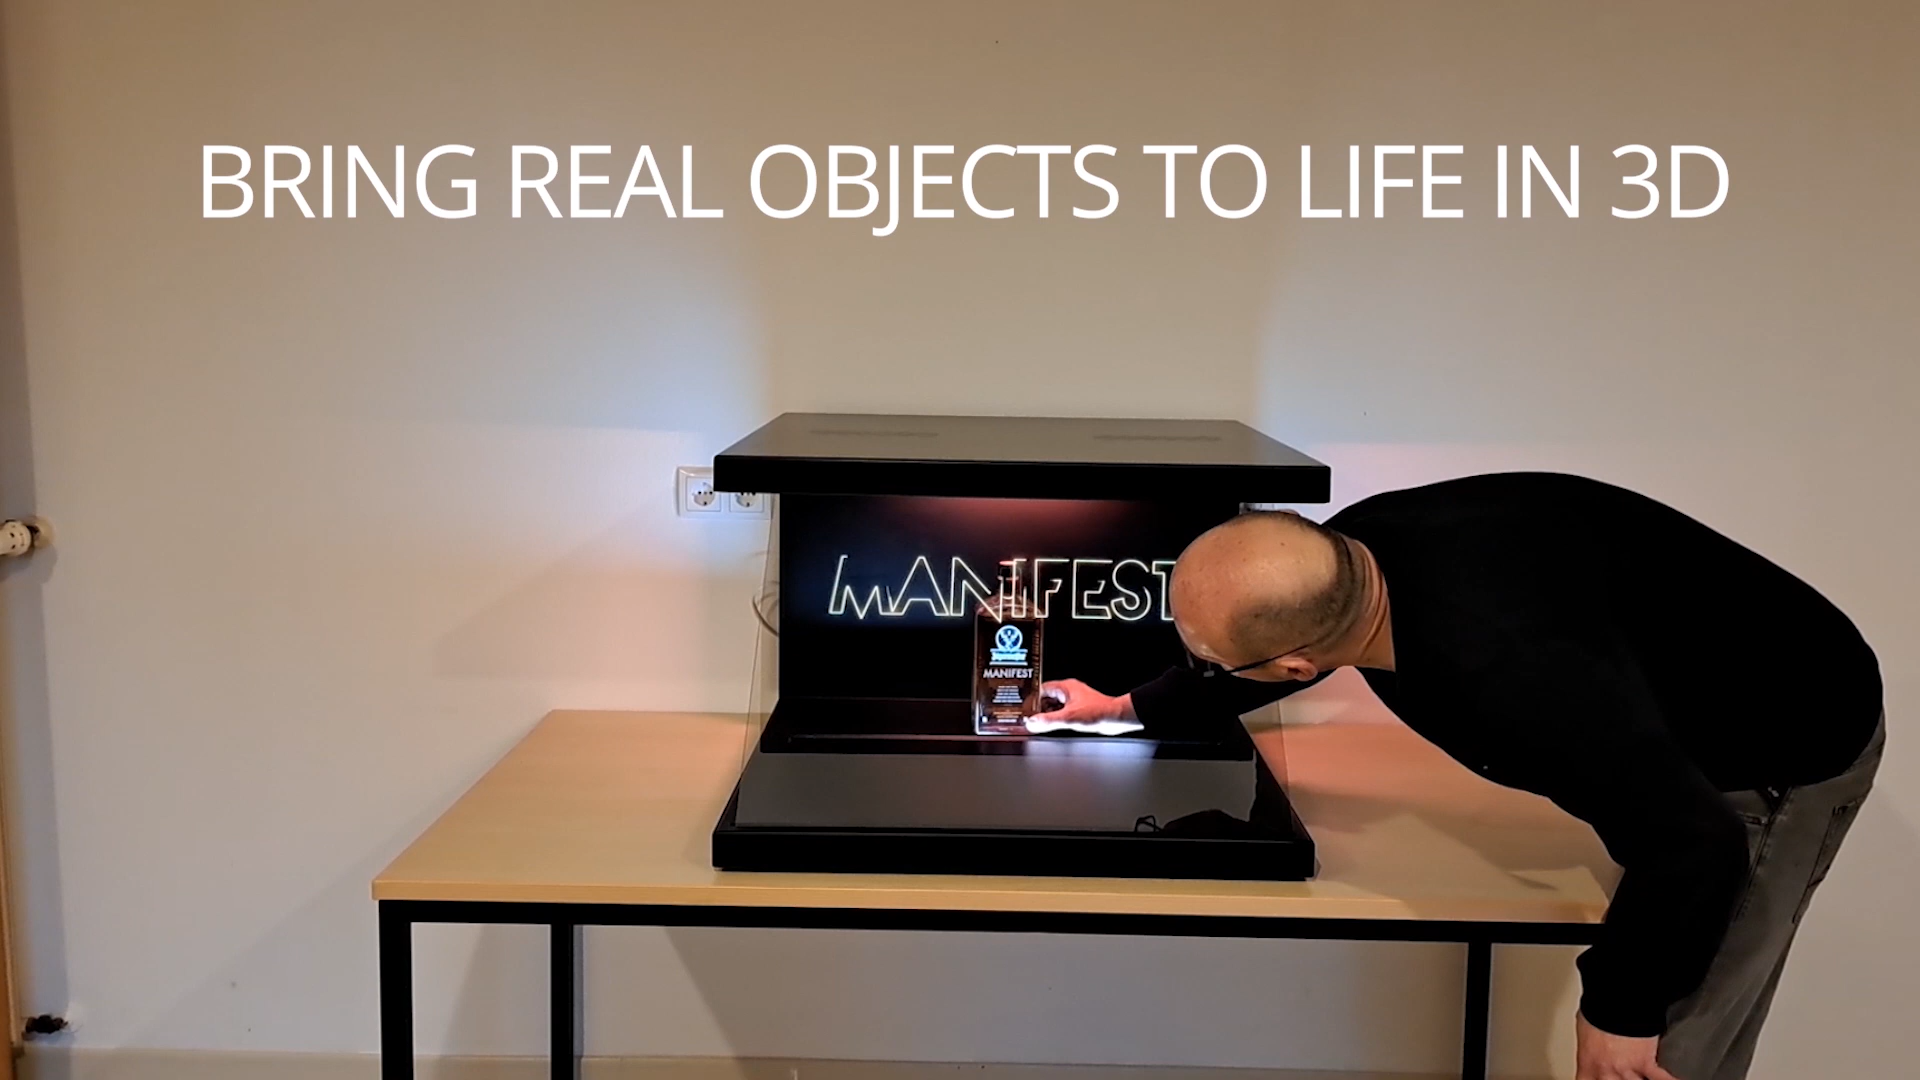 BRING REAL OBJECTS TO LIFE IN 3D
MANIFEST
MANIFEST